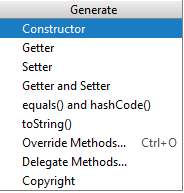 Generate
Constructor
Getter
Setter
Getter and Setter
equals() and hashCode()
toString()
Override Methods... Ctrl+O
Delegate Methods...
Copyright